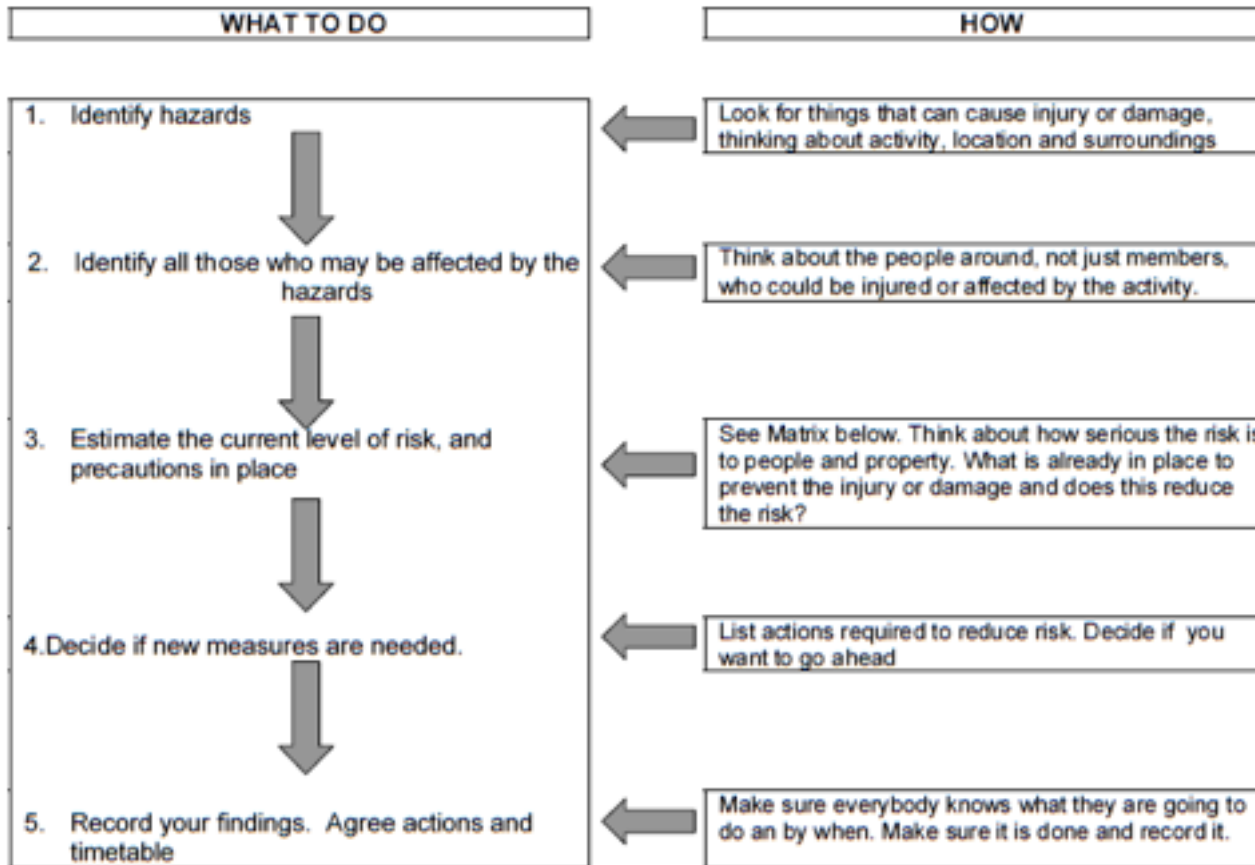 WHAT TO DO
HOW
1. Identify hazards
Look for things that can cause injury or damage,
thinking about activity, location and surroundings
2. Identify all those who may be affected by the
hazards
Think about the people around, not just members,
who could be injured or affected by the activity.
3. Estimate the current level of risk, and
precautions in place
See Matrix below. Think about how serious the risk is
to people and property. What is already in place to
prevent the injury or damage and does this reduce
the risk?
4.Decide if new measures are needed.
List actions required to reduce risk. Decide if you
want to go ahead
5. Record your findings. Agree actions and
timetable
Make sure everybody knows what they are going to
do an by when. Make sure it is done and record it.